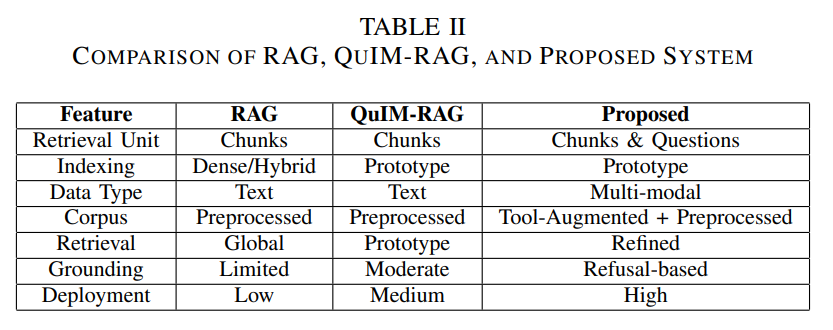 TABLE II
COMPARISON OF RAG, QUIM-RAG, AND PROPOSED SYSTEM
Feature RAG QuIM-RAG Proposed
Retrieval Unit Chunks Chunks Chunks & Questions
Indexing Dense/Hybrid Prototype Prototype
Data Type Text Text Multi-modal
Corpus Preprocessed Preprocessed Tool-Augmented + Preprocessed
Retrieval Global Prototype Refined
Grounding Limited Moderate Refusal-based
Deployment Low Medium High